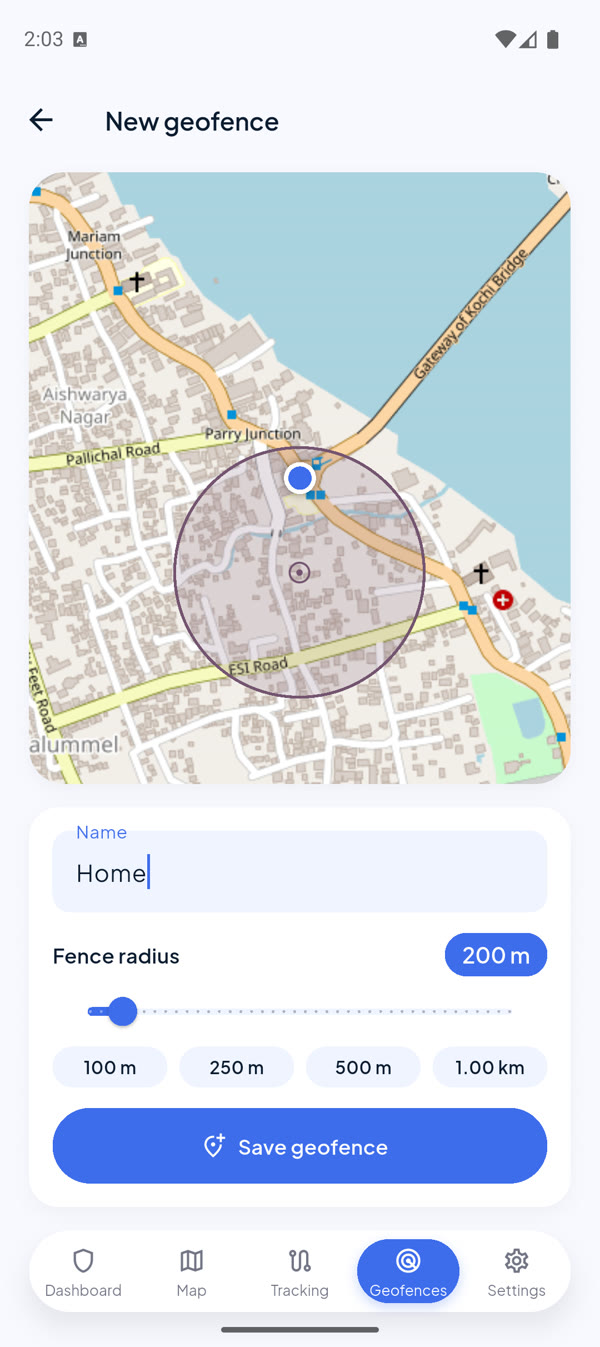 2:03 A
New geofence
Mariam
Junction
Gateway of Kochi Bridge
Aishwarya
Nagar
Parry Junction
Pallichal Road
ESI Road
Feet Road
alummel
Name
Home
Fence radius
200 m
100 m
250 m
500 m
1.00 km
Save geofence
Dashboard
Map
Tracking
Geofences
Settings